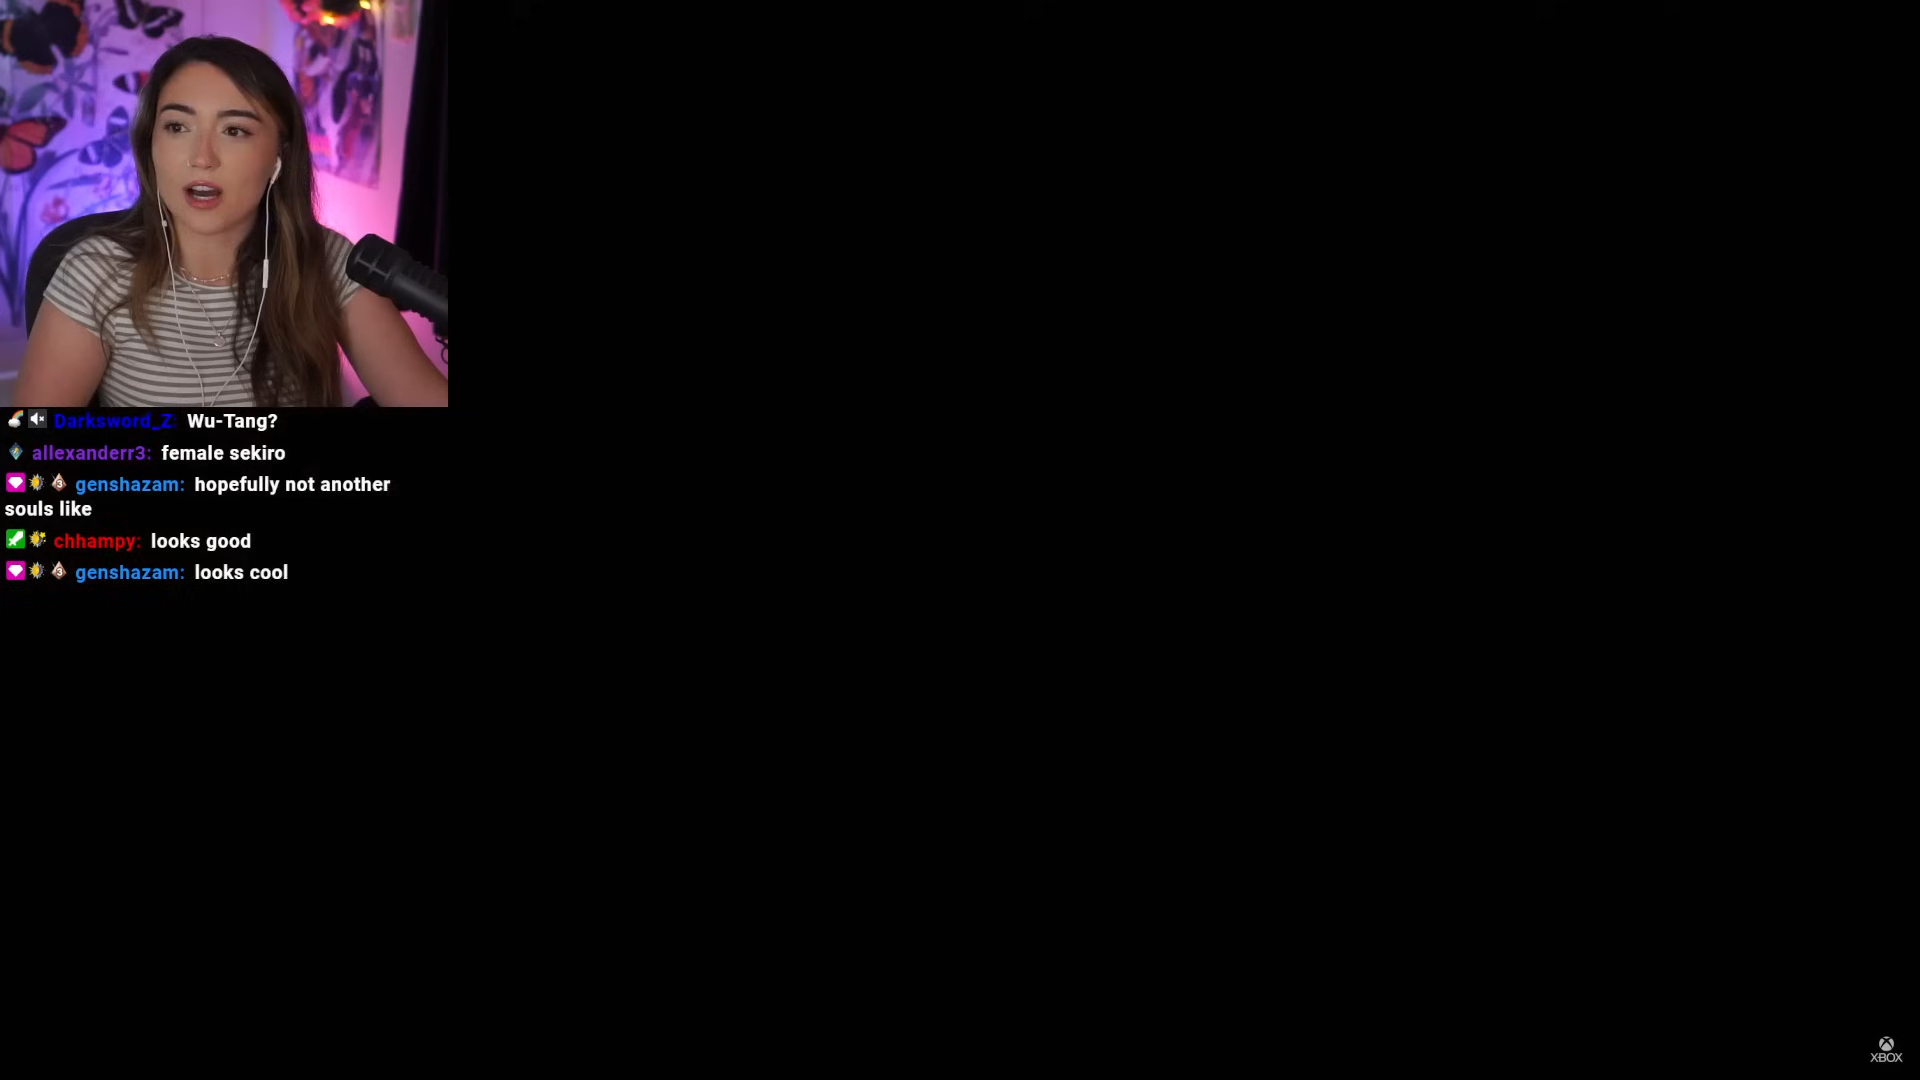 Darksword_Z: Wu-Tang?
allexanderr3: female sekiro
genshazam: hopefully not another
souls like
chhampy: looks good
genshazam: looks cool
XBOX